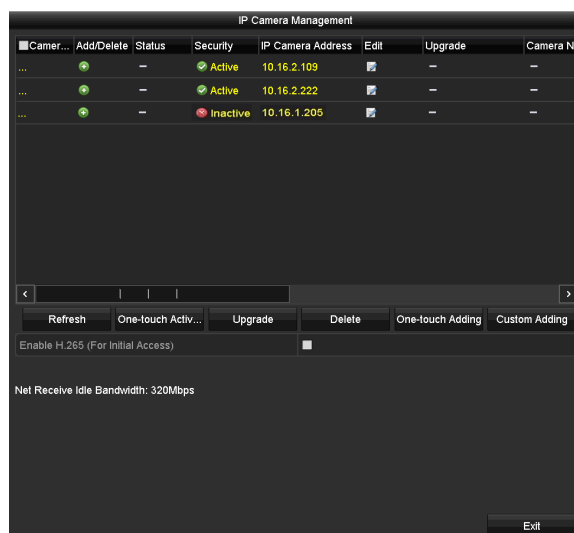 IP Camera Management
Camer... Add/Delete Status Security IP Camera Address Edit Upgrade Camera N
... – Active 10.16.2.109 – –
... – Active 10.16.2.222 – –
... – Inactive 10.16.1.205 – –
Refresh One-touch Activ... Upgrade Delete One-touch Adding Custom Adding
Enable H.265 (For Initial Access)
Net Receive Idle Bandwidth: 320Mbps
Exit